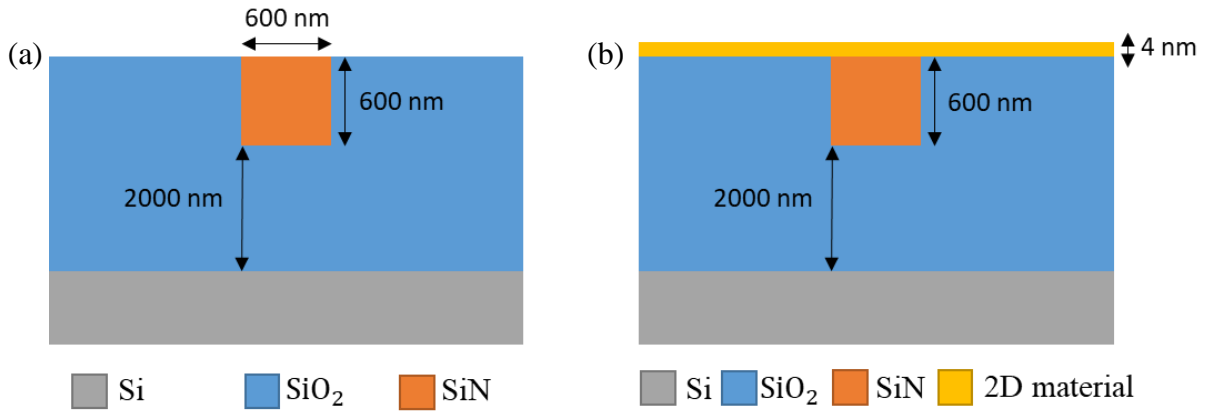 (a)
600 nm
600 nm
2000 nm
Si
SiO₂
SiN
(b)
4 nm
600 nm
2000 nm
Si
SiO₂
SiN
2D material